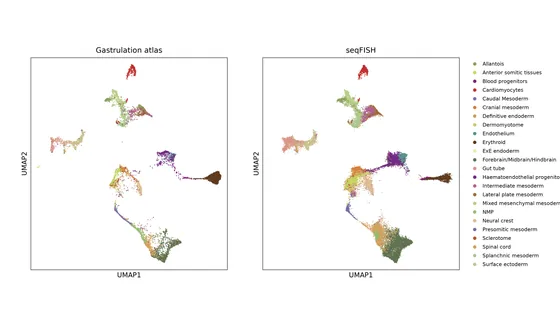 Gastrulation atlas
seqFISH
UMAP2
UMAP1
UMAP2
UMAP1
Allantois
Anterior somitic tissues
Blood progenitors
Cardiomyocytes
Caudal Mesoderm
Cranial mesoderm
Definitive endoderm
Dermomyotome
Endothelium
Erythroid
ExE endoderm
Forebrain/Midbrain/Hindbrain
Gut tube
Haematoendothelial progenito
Intermediate mesoderm
Lateral plate mesoderm
Mixed mesenchymal mesoderm
NMP
Neural crest
Presomitic mesoderm
Sclerotome
Spinal cord
Splanchnic mesoderm
Surface ectoderm